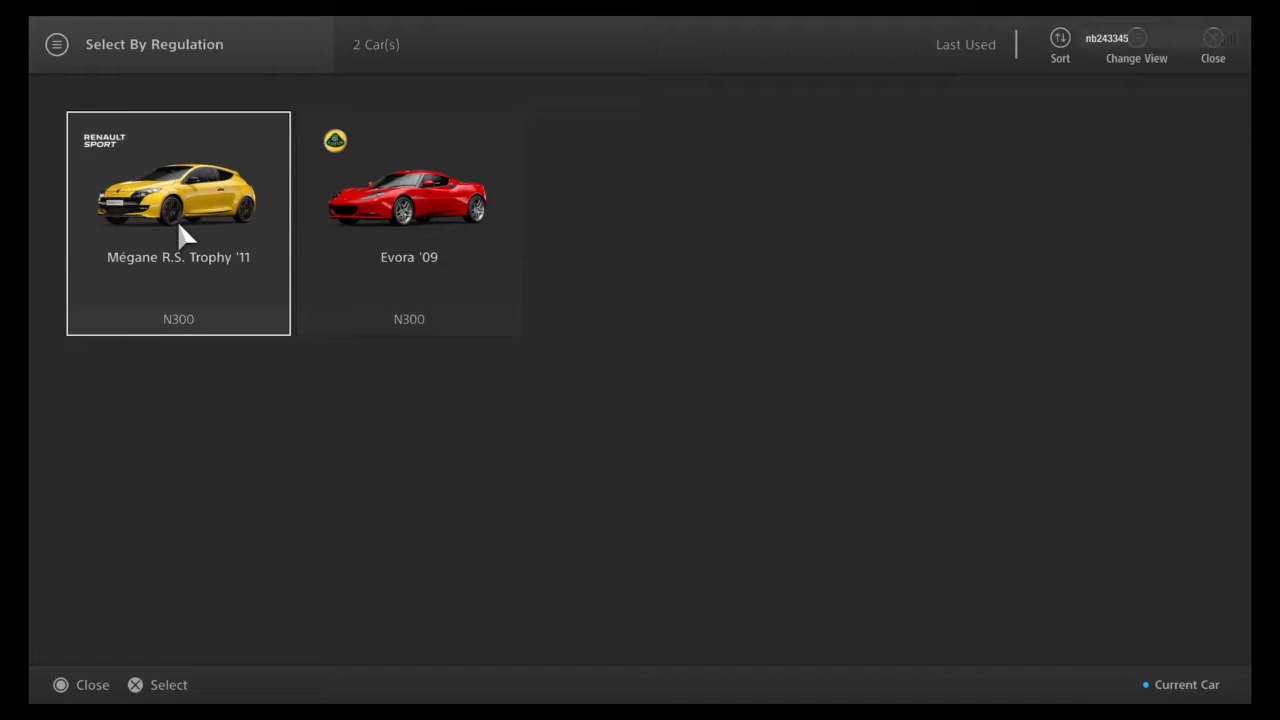 Select By Regulation
2 Car(s)
Last Used
Sort
nb243345
Change View
Close
RENAULT
SPORT
Mégane R.S. Trophy '11
N300
Evora '09
N300
Close
Select
Current Car